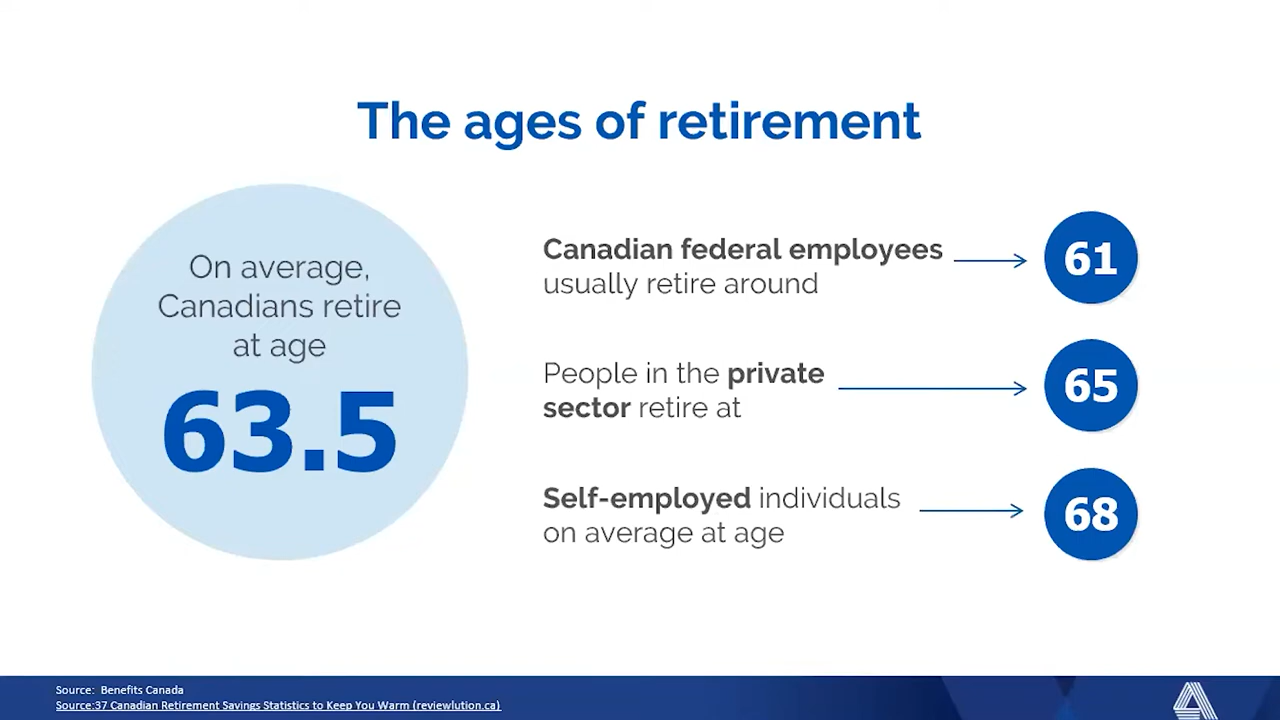 The ages of retirement
On average,
Canadians retire
at age
63.5
Canadian federal employees
usually retire around
61
People in the private
sector retire at
65
Self-employed individuals
on average at age
68
Source:  Benefits Canada
Source:37 Canadian Retirement Savings Statistics to Keep You Warm (reviewlution.ca)